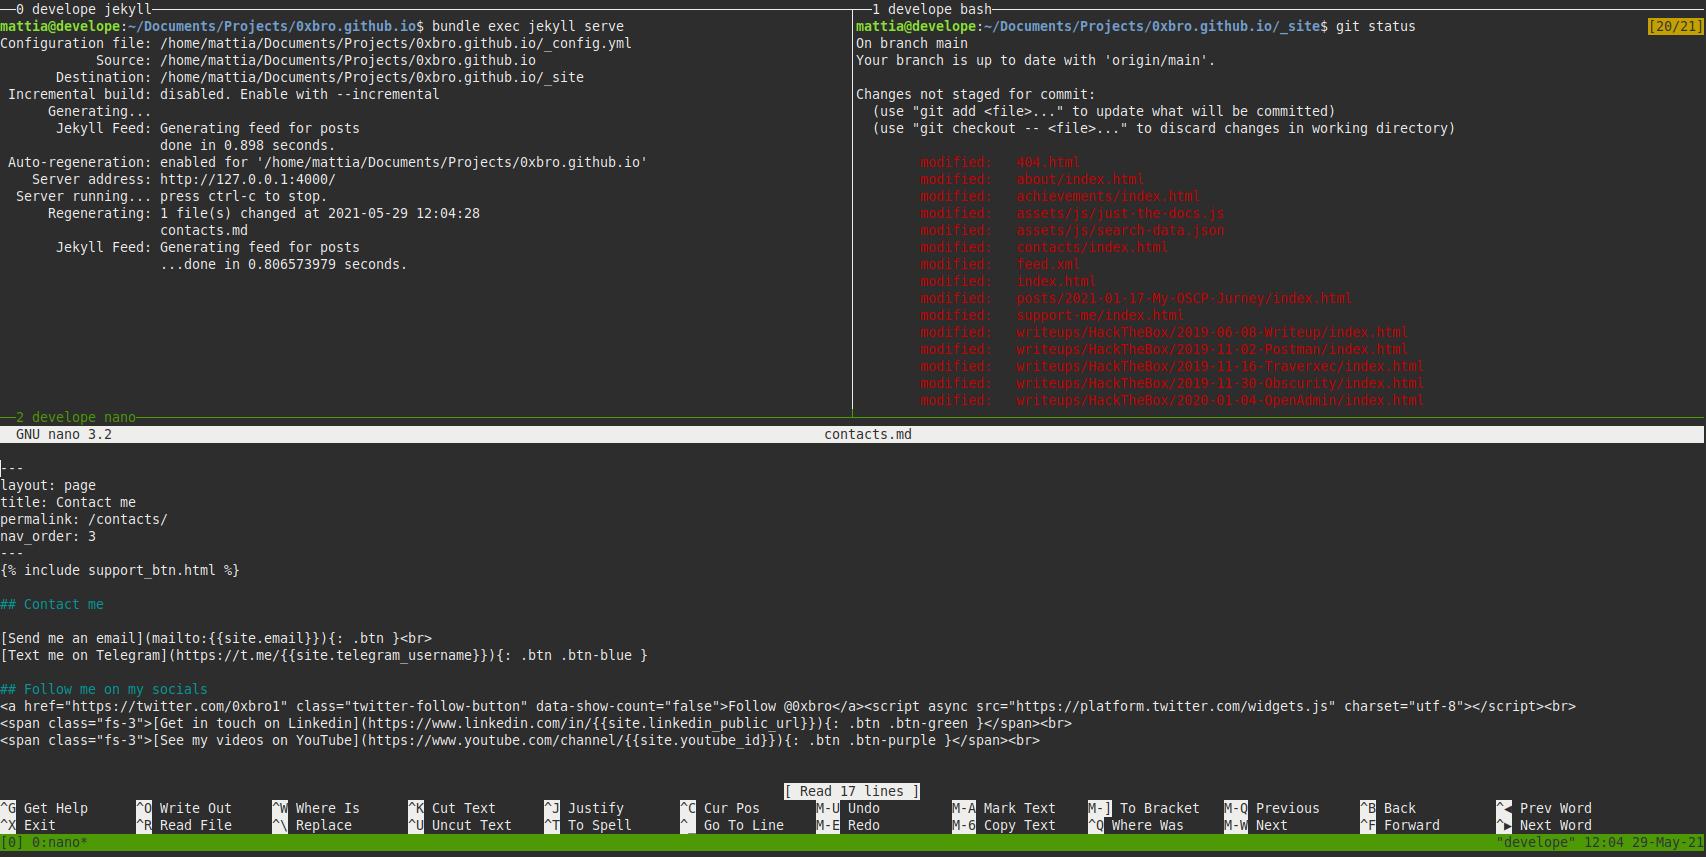 0 develope jekyll
mattia@develope:~/Documents/Projects/0xbro.github.io$ bundle exec jekyll serve
Configuration file: /home/mattia/Documents/Projects/0xbro.github.io/_config.yml
Source: /home/mattia/Documents/Projects/0xbro.github.io
Destination: /home/mattia/Documents/Projects/0xbro.github.io/_site
Incremental build: disabled. Enable with --incremental
Generating...
Jekyll Feed: Generating feed for posts
done in 0.898 seconds.
Auto-regeneration: enabled for '/home/mattia/Documents/Projects/0xbro.github.io'
Server address: http://127.0.0.1:4000/
Server running... press ctrl-c to stop.
Regenerating: 1 file(s) changed at 2021-05-29 12:04:28
contacts.md
Jekyll Feed: Generating feed for posts
...done in 0.806573979 seconds.
1 develope bash
mattia@develope:~/Documents/Projects/0xbro.github.io/_site$ git status [20/21]
On branch main
Your branch is up to date with 'origin/main'.
Changes not staged for commit:
(use "git add <file>..." to update what will be committed)
(use "git checkout -- <file>..." to discard changes in working directory)
modified: 404.html
modified: about/index.html
modified: achievements/index.html
modified: assets/js/just-the-docs.js
modified: assets/js/search-data.json
modified: contacts/index.html
modified: feed.xml
modified: index.html
modified: posts/2021-01-17-My-OSCP-Jurney/index.html
modified: support-me/index.html
modified: writeups/HackTheBox/2019-06-08-Writeup/index.html
modified: writeups/HackTheBox/2019-11-02-Postman/index.html
modified: writeups/HackTheBox/2019-11-16-Traverxec/index.html
modified: writeups/HackTheBox/2019-11-30-Obscurity/index.html
modified: writeups/HackTheBox/2020-01-04-OpenAdmin/index.html
2 develope nano
GNU nano 3.2 contacts.md
---
layout: page
title: Contact me
permalink: /contacts/
nav_order: 3
---
{% include support_btn.html %}
## Contact me
[Send me an email](mailto:{{site.email}}){: .btn }<br>
[Text me on Telegram](https://t.me/{{site.telegram_username}}){: .btn .btn-blue }
## Follow me on my socials
<a href="https://twitter.com/0xbro1" class="twitter-follow-button" data-show-count="false">Follow @0xbro</a><script async src="https://platform.twitter.com/widgets.js" charset="utf-8"></script><br>
<span class="fs-3">[Get in touch on Linkedin](https://www.linkedin.com/in/{{site.linkedin_public_url}}){: .btn .btn-green }</span><br>
<span class="fs-3">[See my videos on YouTube](https://www.youtube.com/channel/{{site.youtube_id}}){: .btn .btn-purple }</span><br>
[ Read 17 lines ]
^G Get Help ^O Write Out ^W Where Is ^K Cut Text ^J Justify ^C Cur Pos M-U Undo M-A Mark Text M-] To Bracket M-Q Previous ^B Back ^◀ Prev Word
^X Exit ^R Read File ^\ Replace ^U Uncut Text ^T To Spell ^_ Go To Line M-E Redo M-6 Copy Text ^Q Where Was M-W Next ^F Forward ^▶ Next Word
[0] 0:nano* "develope" 12:04 29-May-21